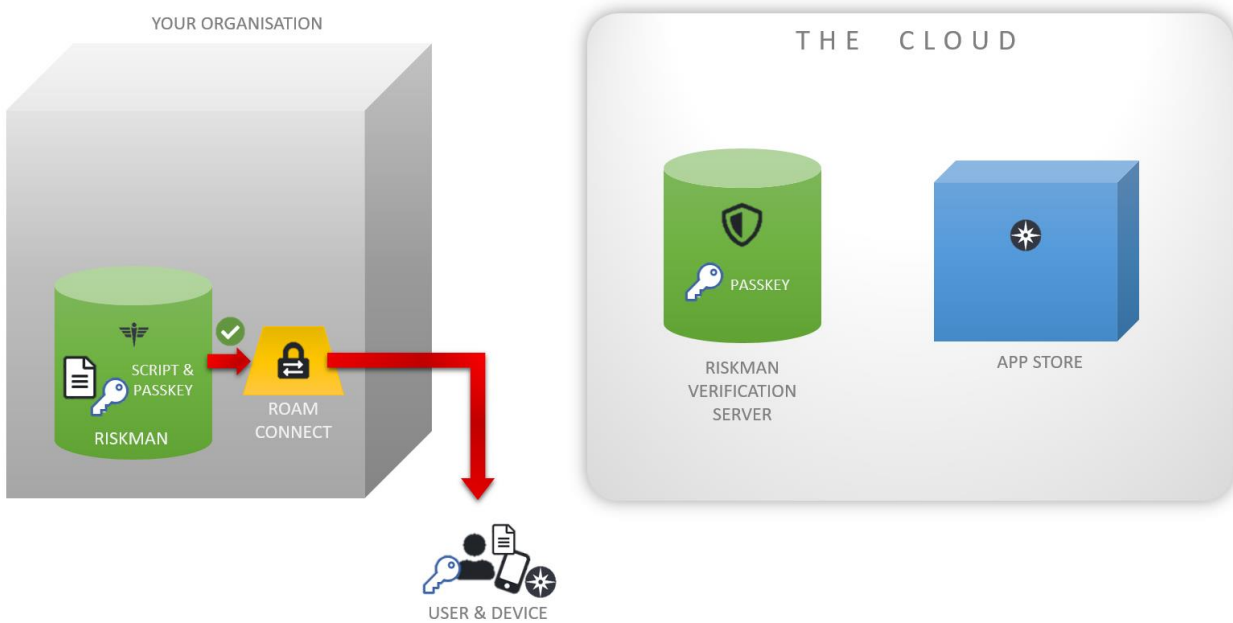 YOUR ORGANISATION
THE CLOUD
SCRIPT &
PASSKEY
RISKMAN
ROAM
CONNECT
PASSKEY
RISKMAN
VERIFICATION
SERVER
APP STORE
USER & DEVICE